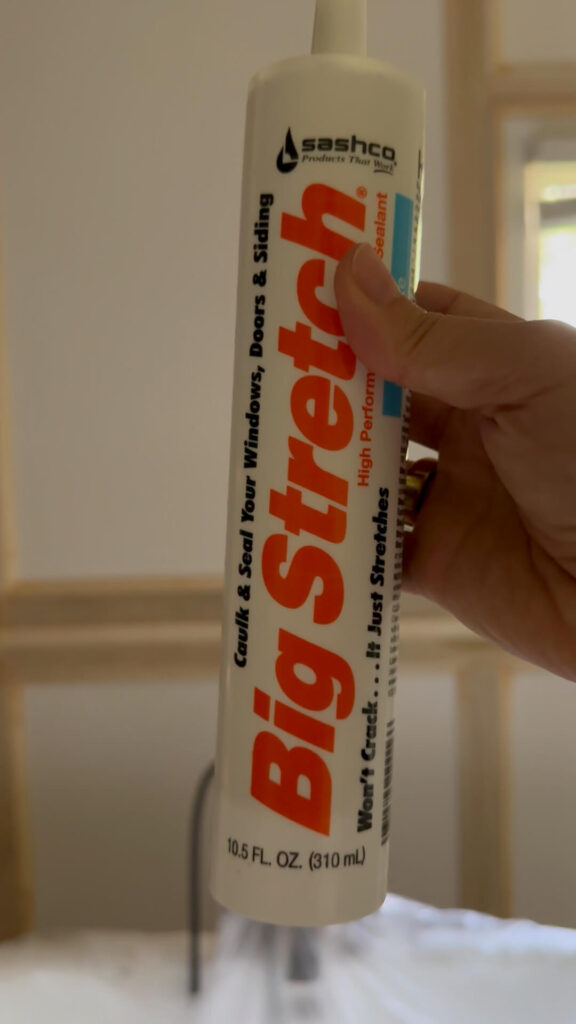 sashco
Products That Work
Caulk & Seal Your Windows, Doors & Siding
Big Stretch®
High Perform
Sealant
Won't Crack... It Just Stretches
10.5 FL. OZ. (310 mL)